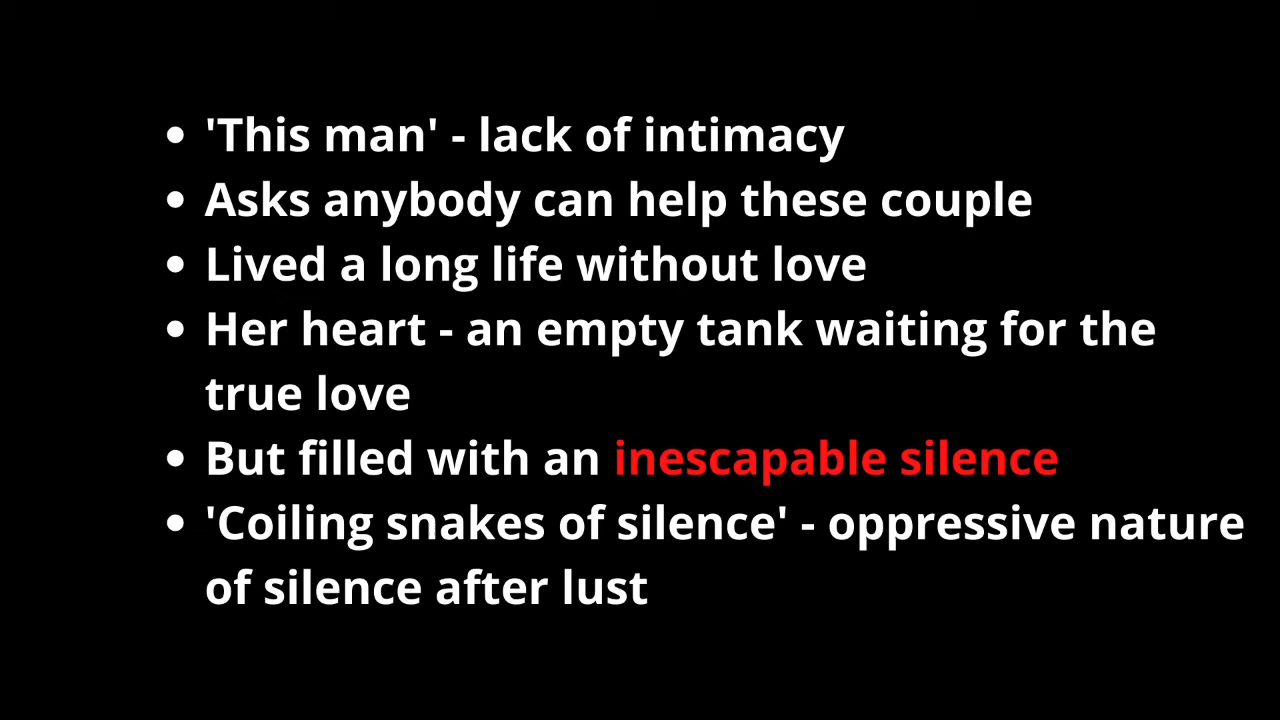 • 'This man' - lack of intimacy
• Asks anybody can help these couple
• Lived a long life without love
• Her heart - an empty tank waiting for the
true love
• But filled with an inescapable silence
• 'Coiling snakes of silence' - oppressive nature
of silence after lust